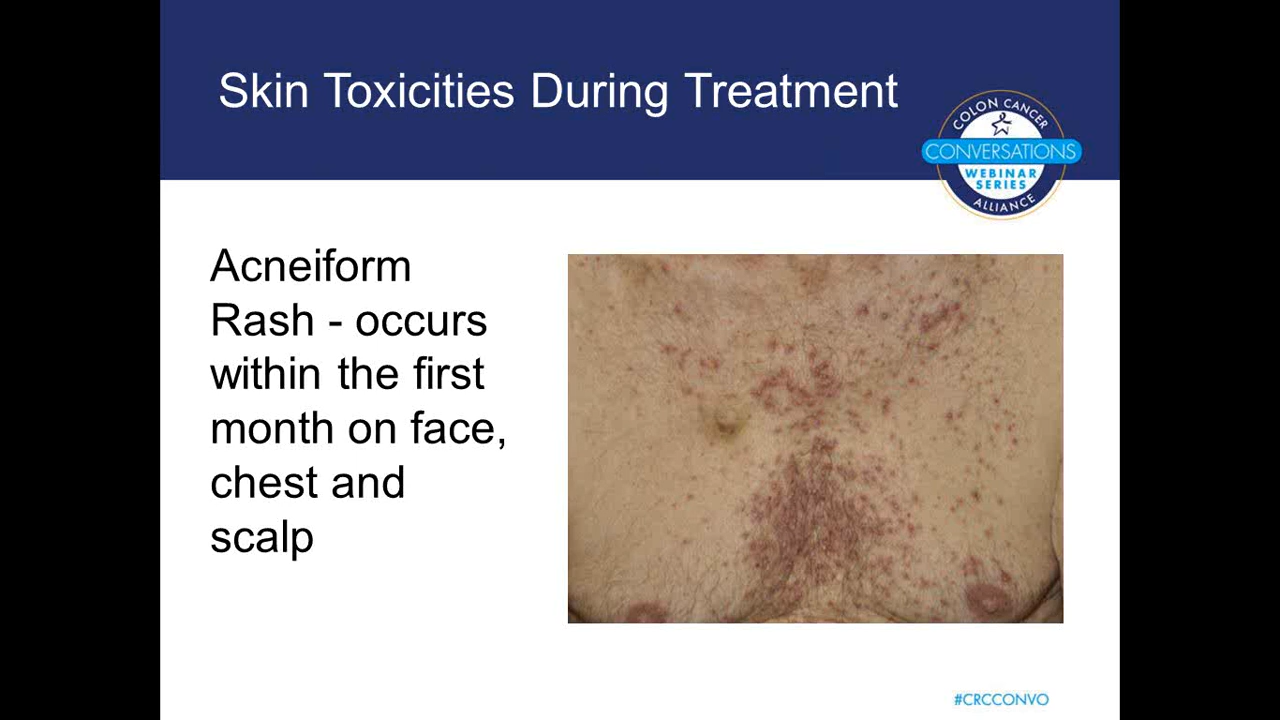 Skin Toxicities During Treatment
COLON CANCER
CONVERSATIONS
WEBINAR
SERIES
ALLIANCE
Acneiform
Rash - occurs
within the first
month on face,
chest and
scalp
#CRCCONVO